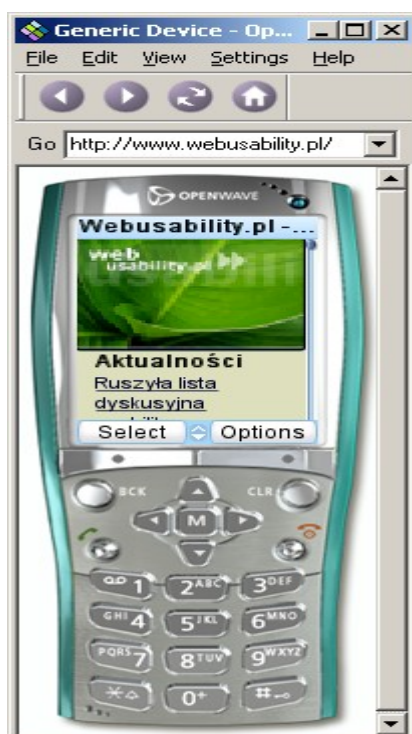 Generic Device - Op...
File Edit View Settings Help
Go http://www.webusability.pl/
OPENWAVE
Webusability.pl -...
web
usability.pl
Aktualności
Ruszyła lista
dyskusyjna
Select Options
BCK CLR
M
1 2ABC 3DEF
GHI4 5JKL 6MNO
PQRS7 8TUV 9WXYZ
0+ #